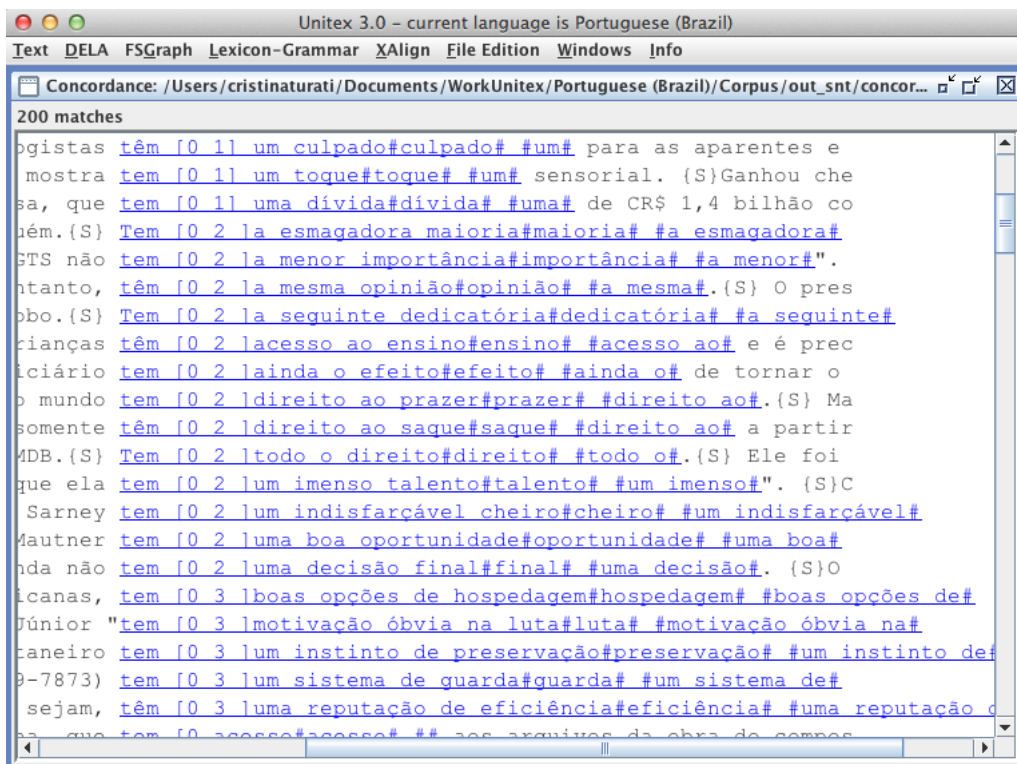 Unitex 3.0 – current language is Portuguese (Brazil)
Text DELA FSGraph Lexicon-Grammar XAlign File Edition Windows Info
Concordance: /Users/cristinaturati/Documents/WorkUnitex/Portuguese (Brazil)/Corpus/out_snt/concor...
200 matches
ogistas têm [0 1] um culpado#culpado# #um# para as aparentes e
mostra tem [0 1] um toque#toque# #um# sensorial. {S}Ganhou che
sa, que tem [0 1] uma dívida#dívida# #uma# de CR$ 1,4 bilhão co
uém.{S} Tem [0 2 ]a esmagadora maioria#maioria# #a esmagadora#
GTS não tem [0 2 ]a menor importância#importância# #a menor#".
ntanto, têm [0 2 ]a mesma opinião#opinião# #a mesma#.{S} O pres
obo.{S} Tem [0 2 ]a seguinte dedicatória#dedicatória# #a seguinte#
rianças têm [0 2 ]acesso ao ensino#ensino# #acesso ao# e é prec
iciário tem [0 2 ]ainda o efeito#efeito# #ainda o# de tornar o
o mundo tem [0 2 ]direito ao prazer#prazer# #direito ao#.{S} Ma
somente têm [0 2 ]direito ao saque#saque# #direito ao# a partir
MDB.{S} Tem [0 2 ]todo o direito#direito# #todo o#.{S} Ele foi
que ela tem [0 2 ]um imenso talento#talento# #um imenso#". {S}C
Sarney tem [0 2 ]um indisfarçável cheiro#cheiro# #um indisfarçável#
Mautner tem [0 2 ]uma boa oportunidade#oportunidade# #uma boa#
nda não tem [0 2 ]uma decisão final#final# #uma decisão#. {S}O
icanas, tem [0 3 ]boas opções de hospedagem#hospedagem# #boas opções de#
Júnior "tem [0 3 ]motivação óbvia na luta#luta# #motivação óbvia na#
taneiro tem [0 3 ]um instinto de preservação#preservação# #um instinto de#
9-7873) tem [0 3 ]um sistema de guarda#guarda# #um sistema de#
sejam, têm [0 3 ]uma reputação de eficiência#eficiência# #uma reputação
que tem [0 acesso#acesso# ## aos arquivos da obra do compos